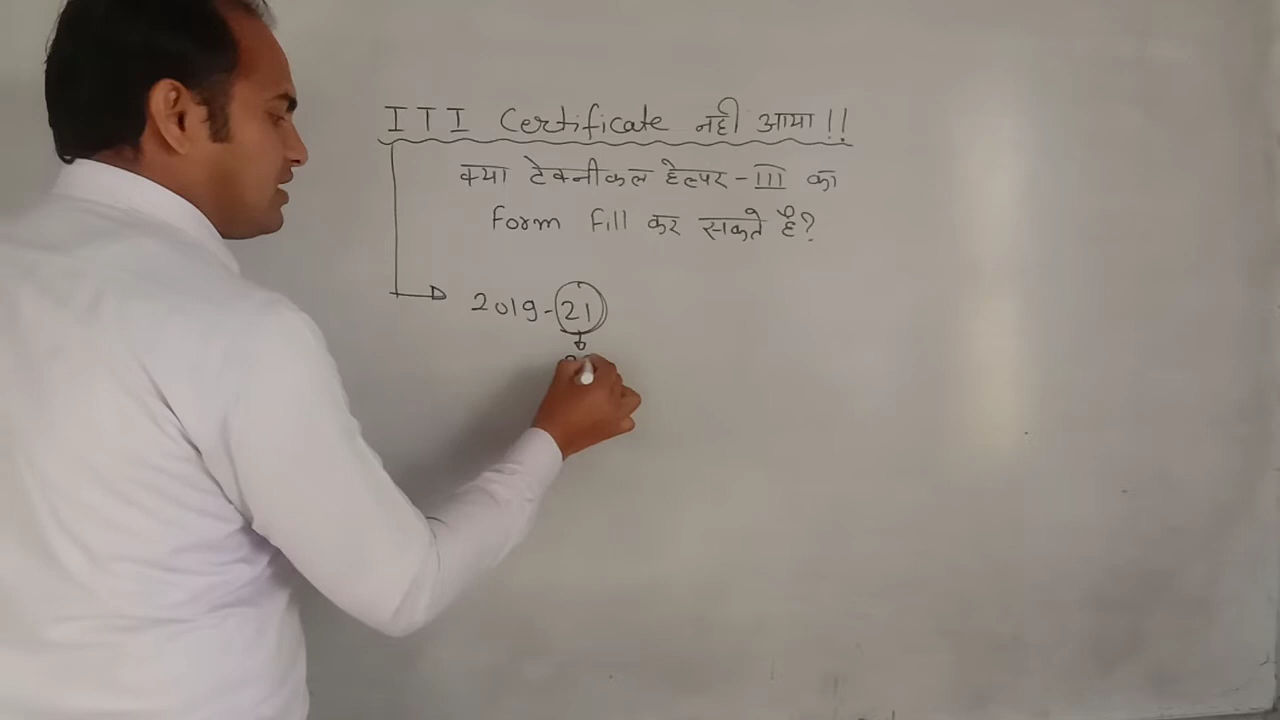 ITI Certificate नही आया!!
क्या टेक्नीकल हेल्पर-III का
Form Fill कर सकते है?
2019-21